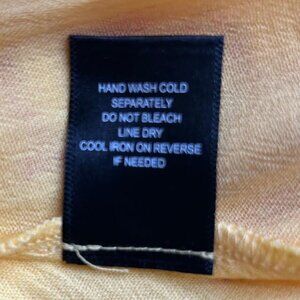 HAND WASH COLD
SEPARATELY
DO NOT BLEACH
LINE DRY
COOL IRON ON REVERSE
IF NEEDED